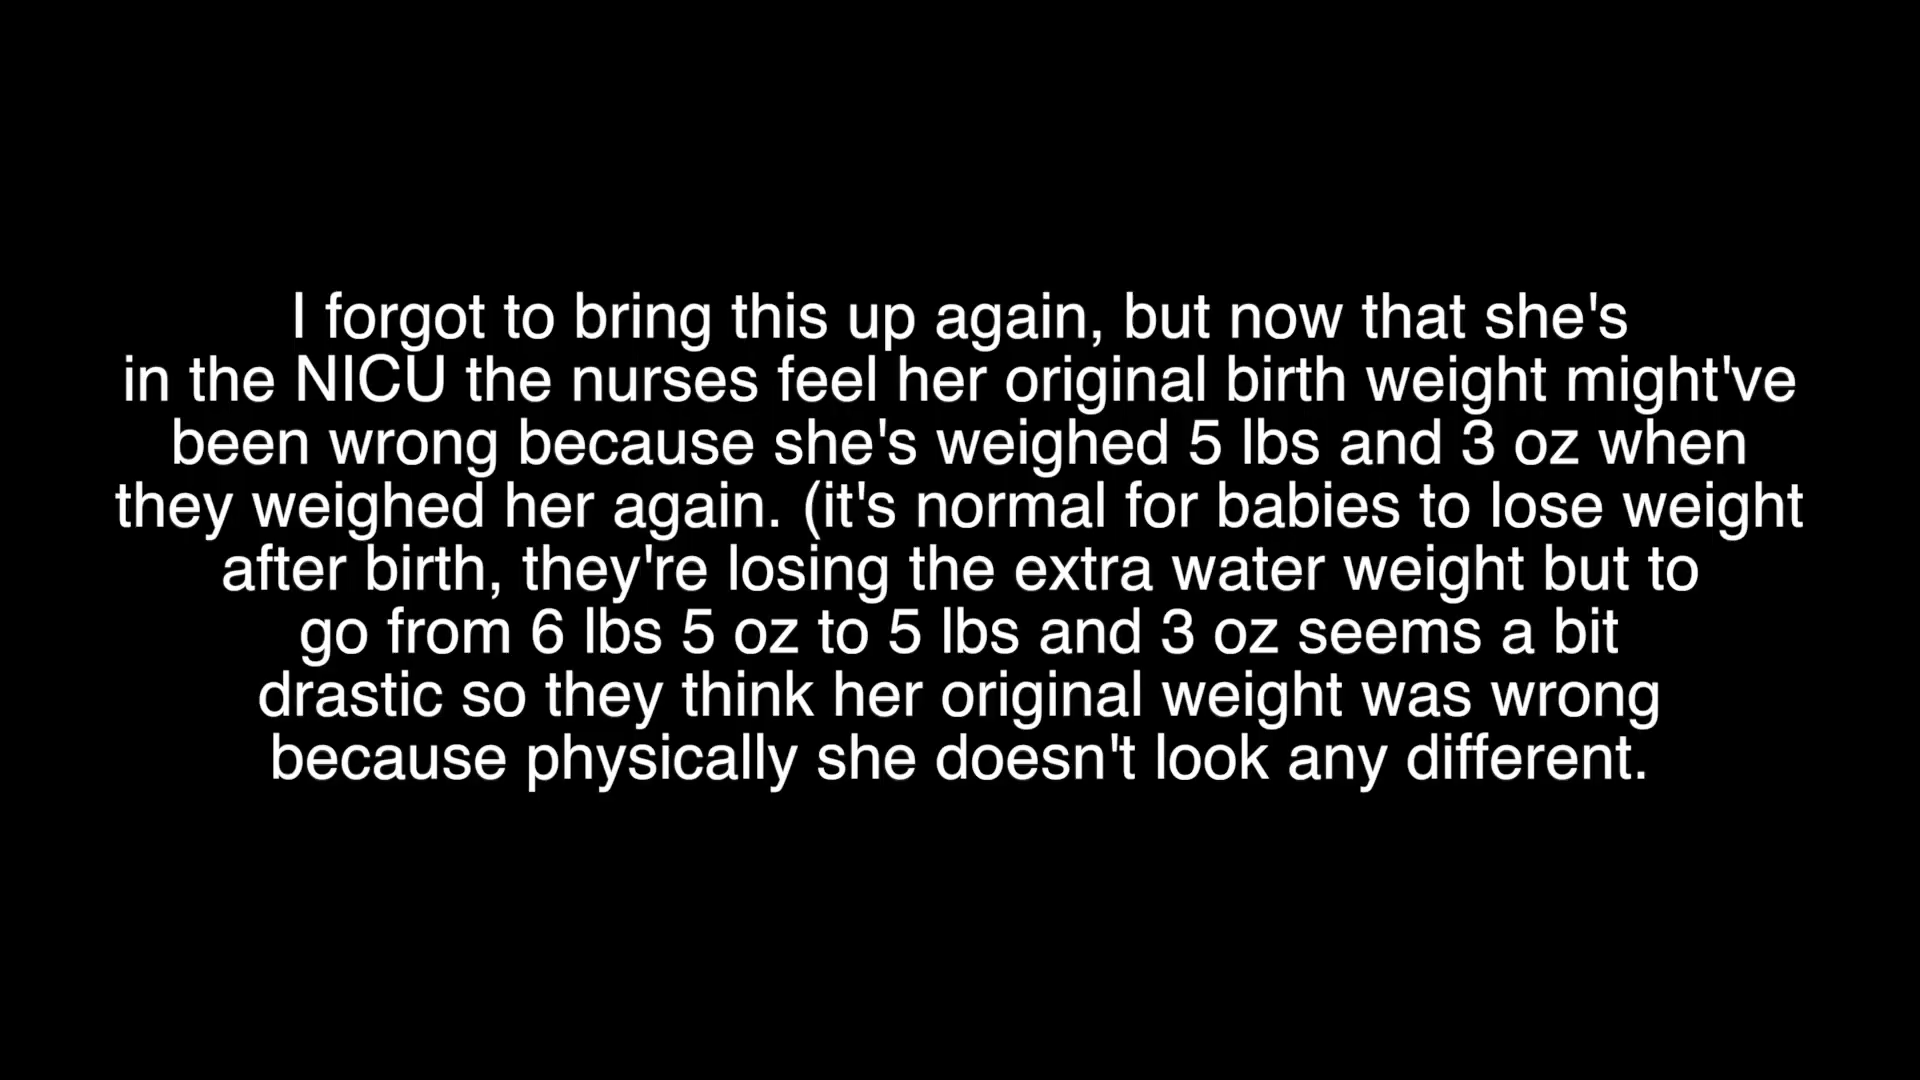 I forgot to bring this up again, but now that she's
in the NICU the nurses feel her original birth weight might've
been wrong because she's weighed 5 lbs and 3 oz when
they weighed her again. (it's normal for babies to lose weight
after birth, they're losing the extra water weight but to
go from 6 lbs 5 oz to 5 lbs and 3 oz seems a bit
drastic so they think her original weight was wrong
because physically she doesn't look any different.